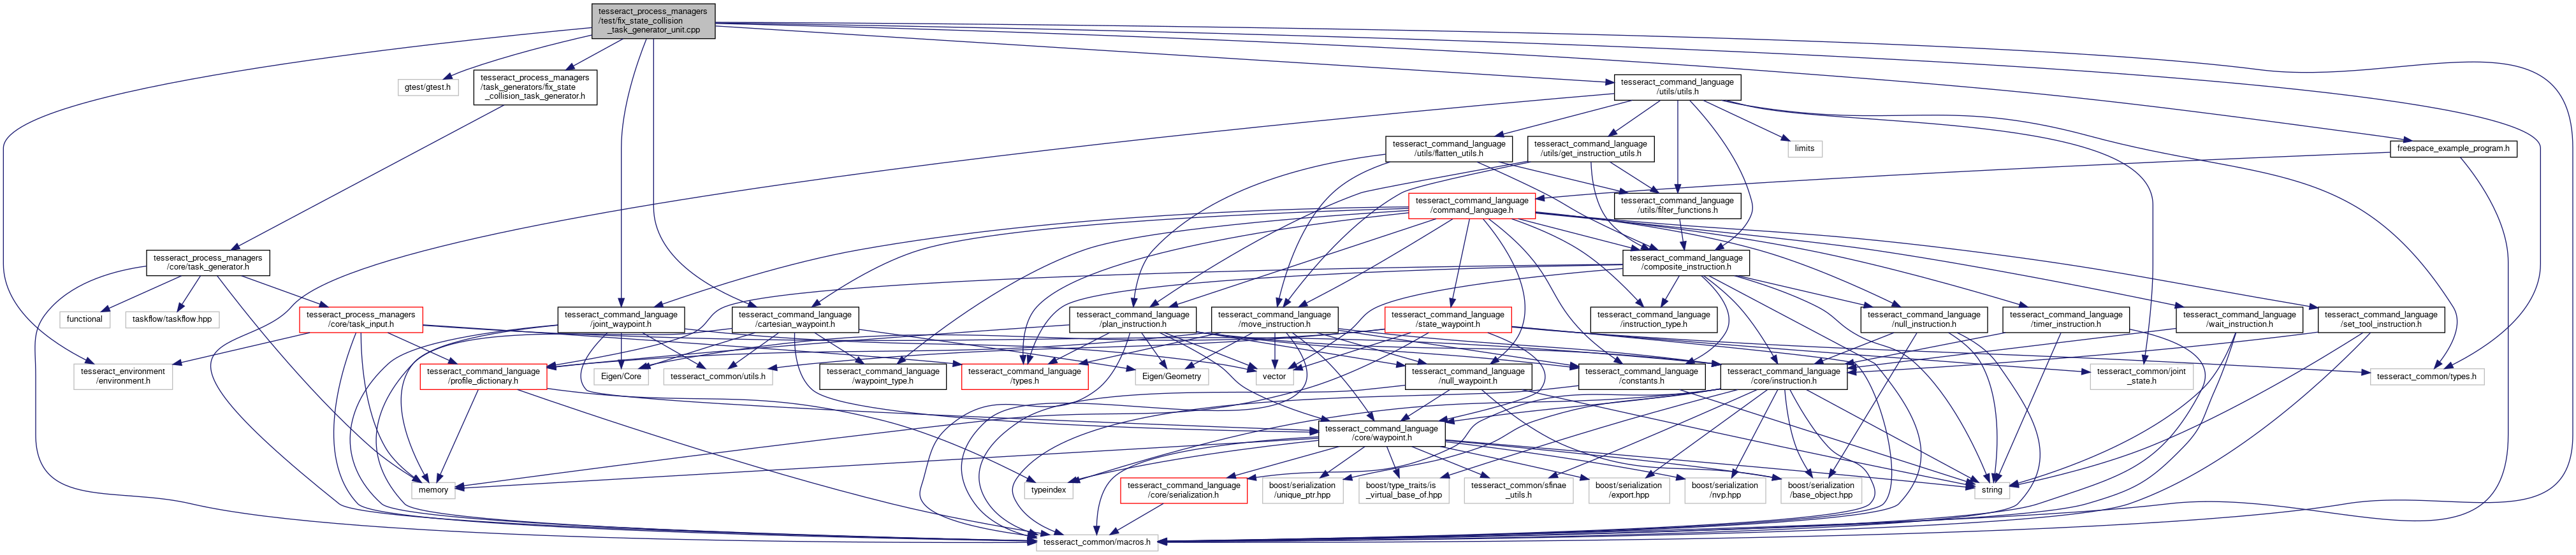 tesseract_process_managers
/test/fix_state_collision
_task_generator_unit.cpp
gtest/gtest.h
tesseract_process_managers
/task_generators/fix_state
_collision_task_generator.h
tesseract_command_language
/utils/utils.h
tesseract_command_language
/utils/flatten_utils.h
tesseract_command_language
/utils/get_instruction_utils.h
limits
freespace_example_program.h
tesseract_command_language
/command_language.h
tesseract_command_language
/utils/filter_functions.h
tesseract_process_managers
/core/task_generator.h
tesseract_command_language
/composite_instruction.h
functional
taskflow/taskflow.hpp
tesseract_process_managers
/core/task_input.h
tesseract_command_language
/joint_waypoint.h
tesseract_command_language
/cartesian_waypoint.h
tesseract_command_language
/plan_instruction.h
tesseract_command_language
/move_instruction.h
tesseract_command_language
/state_waypoint.h
tesseract_command_language
/instruction_type.h
tesseract_command_language
/null_instruction.h
tesseract_command_language
/timer_instruction.h
tesseract_command_language
/wait_instruction.h
tesseract_command_language
/set_tool_instruction.h
tesseract_environment
/environment.h
tesseract_command_language
/profile_dictionary.h
Eigen/Core
tesseract_common/utils.h
tesseract_command_language
/waypoint_type.h
tesseract_command_language
/types.h
Eigen/Geometry
vector
tesseract_command_language
/null_waypoint.h
tesseract_command_language
/constants.h
tesseract_command_language
/core/instruction.h
tesseract_common/joint
_state.h
tesseract_common/types.h
tesseract_command_language
/core/waypoint.h
memory
typeindex
tesseract_command_language
/core/serialization.h
boost/serialization
/unique_ptr.hpp
boost/type_traits/is
_virtual_base_of.hpp
tesseract_common/sfinae
_utils.h
boost/serialization
/export.hpp
boost/serialization
/nvp.hpp
boost/serialization
/base_object.hpp
string
tesseract_common/macros.h